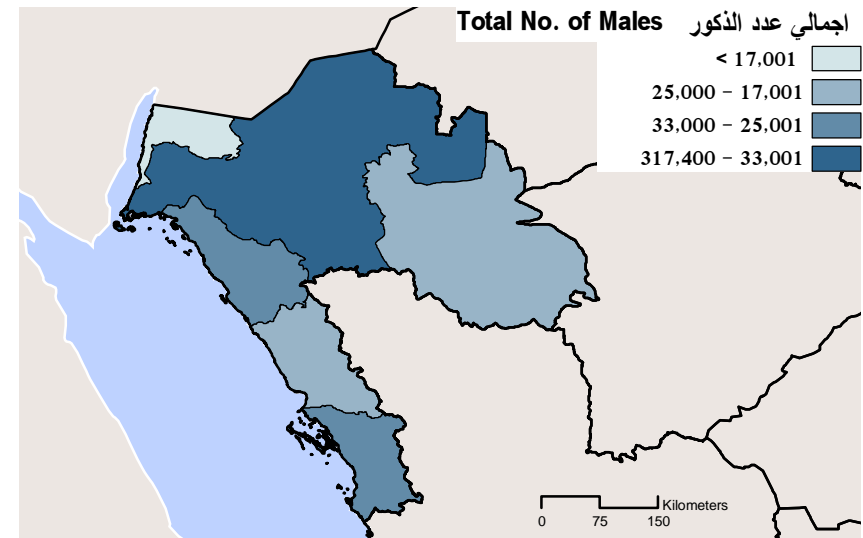 Total No. of Males اجمالي عدد الذكور
< 17,001
25,000 - 17,001
33,000 - 25,001
317,400 - 33,001
Kilometers
0 75 150